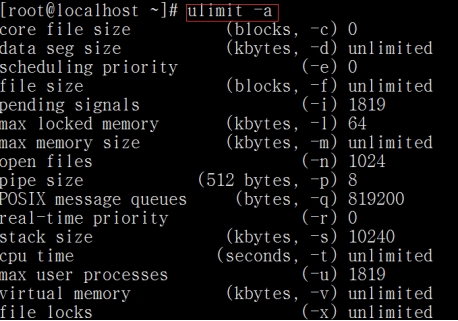 [root@localhost ~]# ulimit -a
core file size (blocks, -c) 0
data seg size (kbytes, -d) unlimited
scheduling priority (-e) 0
file size (blocks, -f) unlimited
pending signals (-i) 1819
max locked memory (kbytes, -l) 64
max memory size (kbytes, -m) unlimited
open files (-n) 1024
pipe size (512 bytes, -p) 8
POSIX message queues (bytes, -q) 819200
real-time priority (-r) 0
stack size (kbytes, -s) 10240
cpu time (seconds, -t) unlimited
max user processes (-u) 1819
virtual memory (kbytes, -v) unlimited
file locks (-x) unlimited